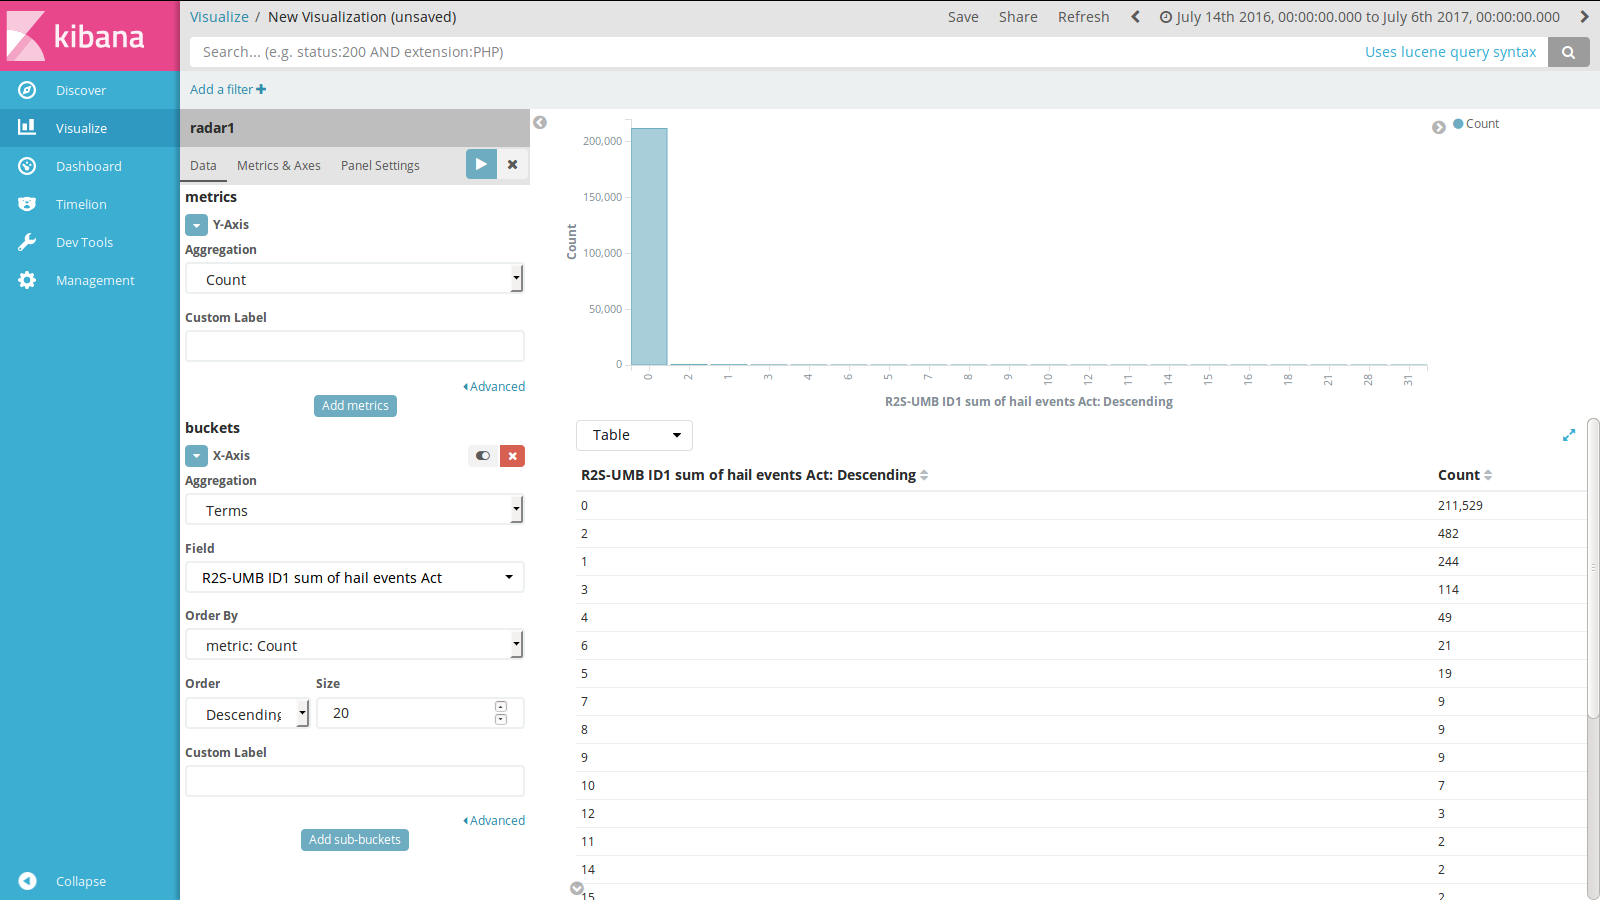 kibana
Discover
Visualize
Dashboard
Timelion
Dev Tools
Management
Collapse
Visualize / New Visualization (unsaved)
Save Share Refresh July 14th 2016, 00:00:00.000 to July 6th 2017, 00:00:00.000
Search... (e.g. status:200 AND extension:PHP) Uses lucene query syntax
Add a filter
radar1
Data Metrics & Axes Panel Settings
metrics
Y-Axis
Aggregation
Count
Custom Label
Advanced
Add metrics
buckets
X-Axis
Aggregation
Terms
Field
R2S-UMB ID1 sum of hail events Act
Order By
metric: Count
Order Size
Descending 20
Custom Label
Advanced
Add sub-buckets
Count
200,000
150,000
100,000
50,000
0
Count
0 2 1 3 4 6 5 7 8 9 10 12 11 14 15 16 18 21 28 31
R2S-UMB ID1 sum of hail events Act: Descending
Table
R2S-UMB ID1 sum of hail events Act: Descending Count
0 211,529
2 482
1 244
3 114
4 49
6 21
5 19
7 9
8 9
9 9
10 7
12 3
11 2
14 2
15 2